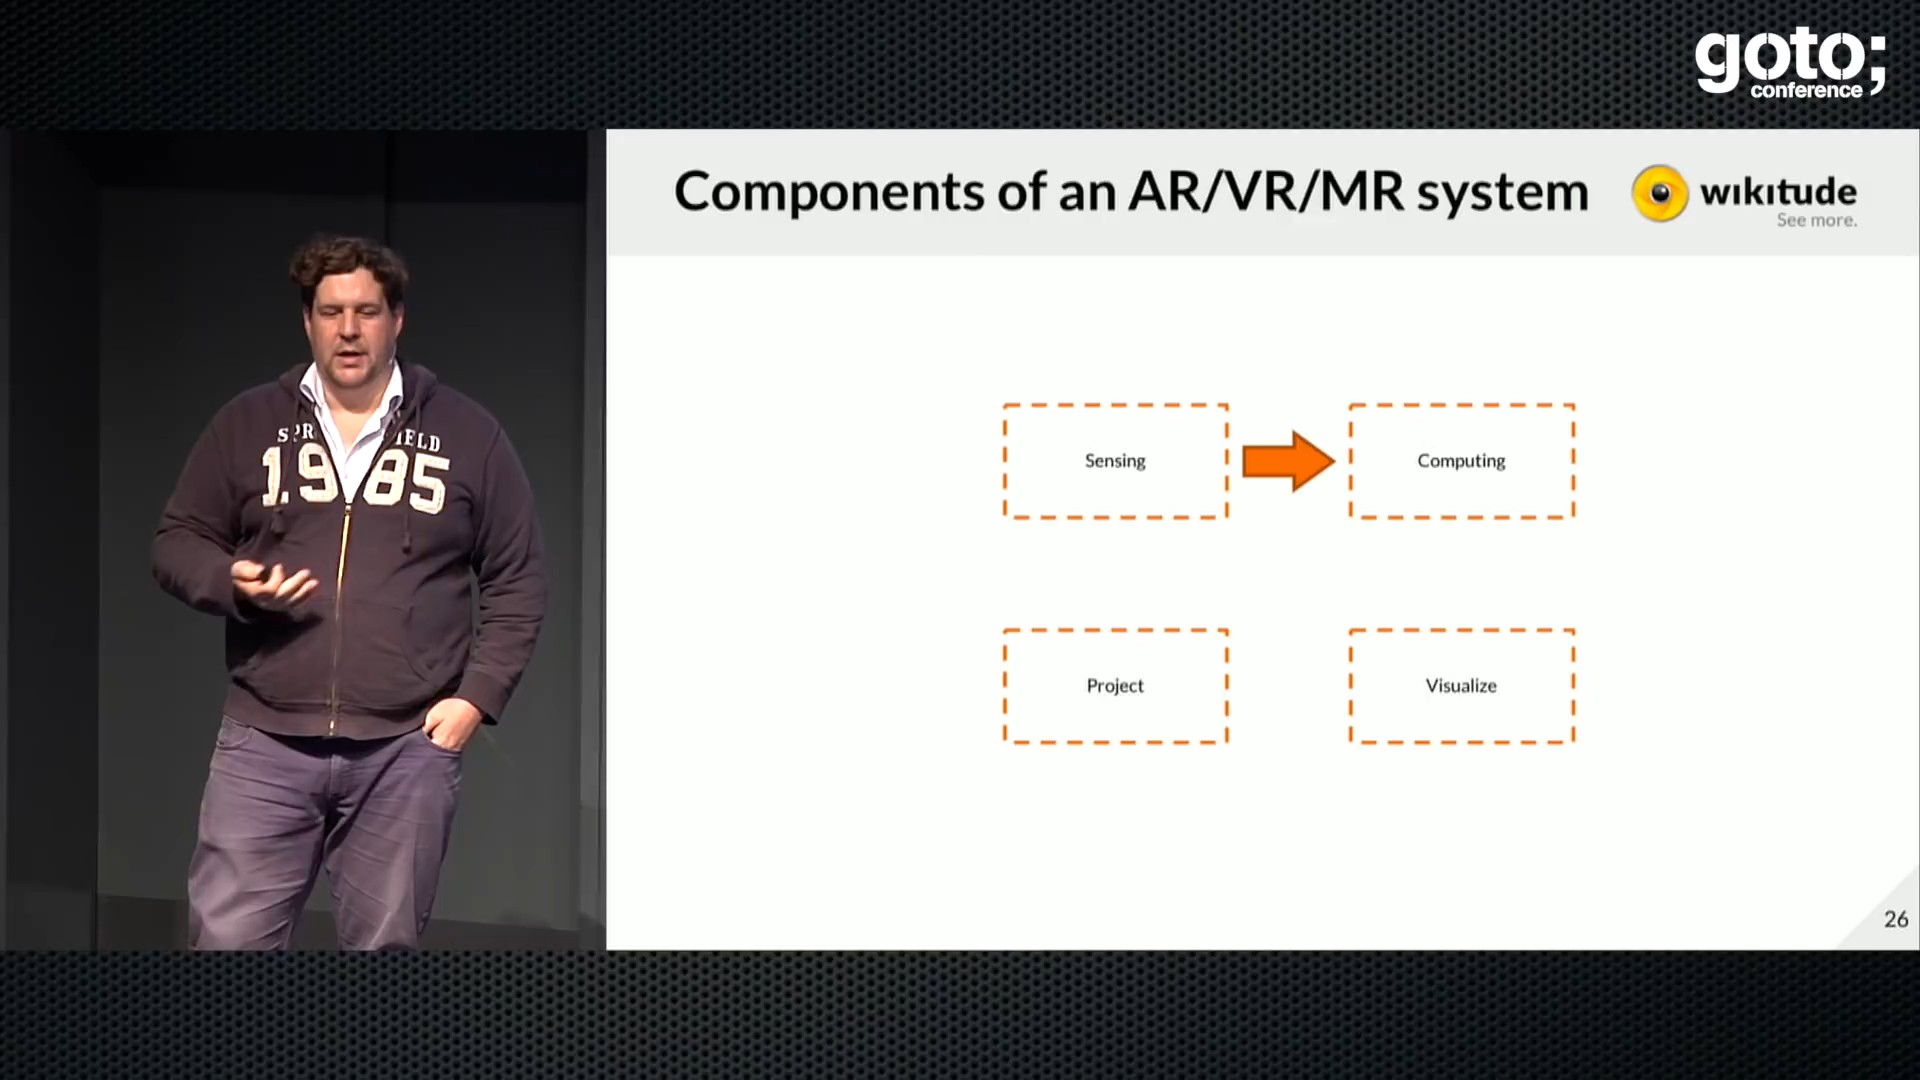 goto;
conference
Components of an AR/VR/MR system
wikitude
See more.
1985
Sensing
Computing
Project
Visualize
26